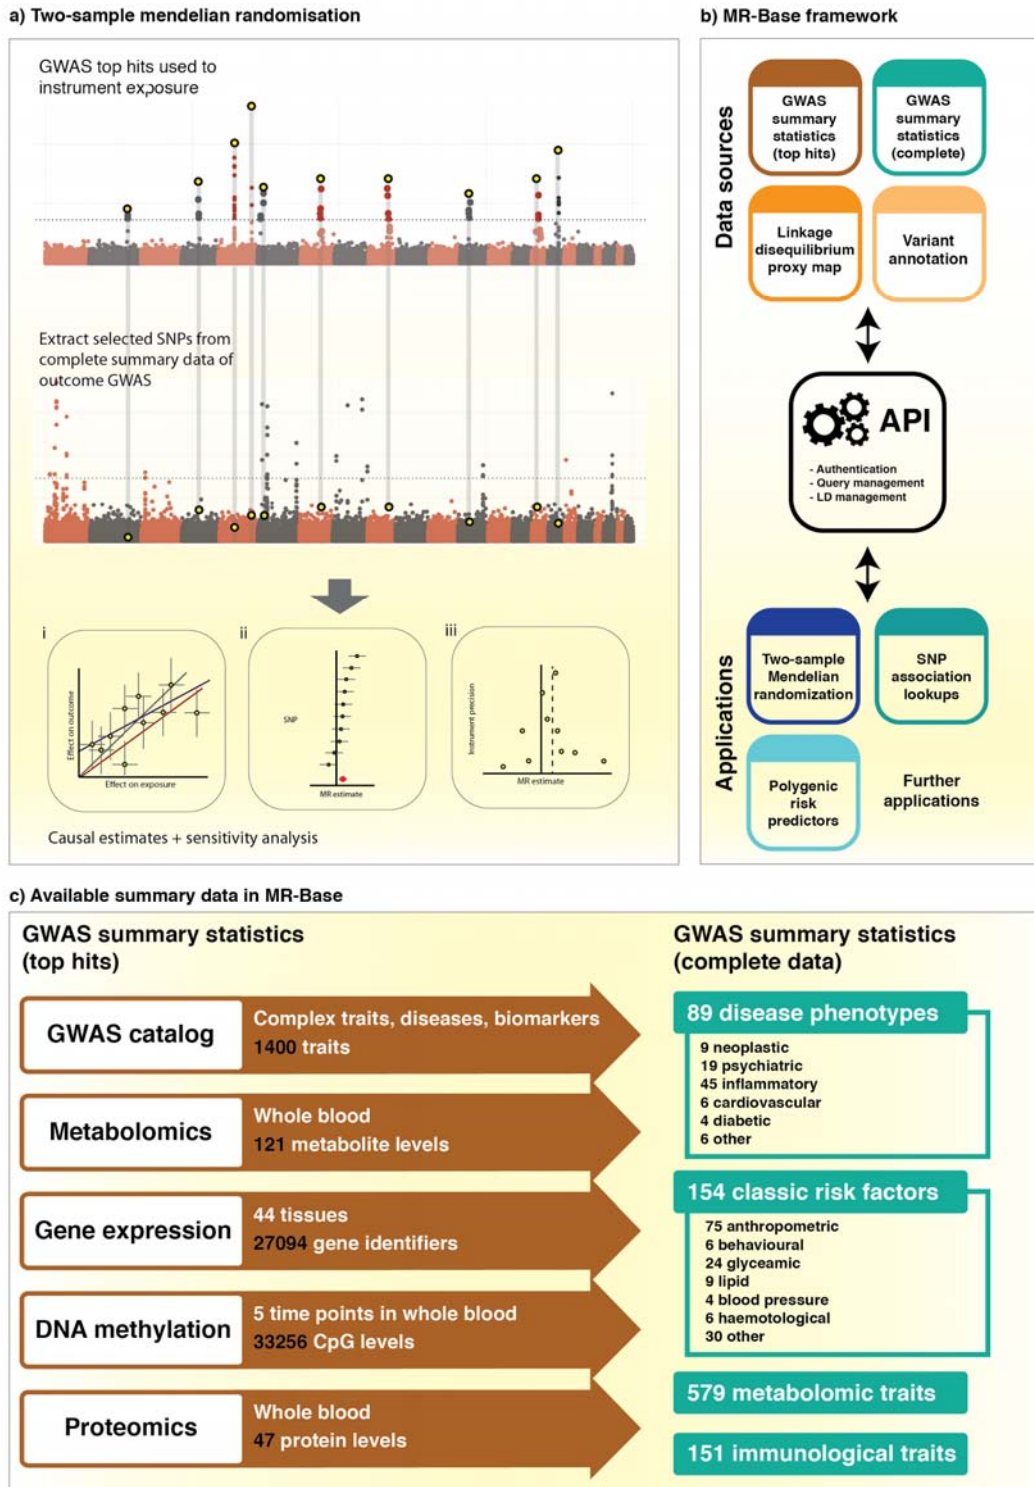 a) Two-sample mendelian randomisation
GWAS top hits used to
instrument exposure
Extract selected SNPs from
complete summary data of
outcome GWAS
i
Effect on outcome
Effect on exposure
ii
SNP
MR estimate
iii
Instrument precision
MR estimate
Causal estimates + sensitivity analysis
b) MR-Base framework
Data sources
GWAS
summary
statistics
(top hits)
GWAS
summary
statistics
(complete)
Linkage
disequilibrium
proxy map
Variant
annotation
API
- Authentication
- Query management
- LD management
Applications
Two-sample
Mendelian
randomization
SNP
association
lookups
Polygenic
risk
predictors
Further
applications
c) Available summary data in MR-Base
GWAS summary statistics
(top hits)
GWAS catalog
Complex traits, diseases, biomarkers
1400 traits
Metabolomics
Whole blood
121 metabolite levels
Gene expression
44 tissues
27094 gene identifiers
DNA methylation
5 time points in whole blood
33256 CpG levels
Proteomics
Whole blood
47 protein levels
GWAS summary statistics
(complete data)
89 disease phenotypes
9 neoplastic
19 psychiatric
45 inflammatory
6 cardiovascular
4 diabetic
6 other
154 classic risk factors
75 anthropometric
6 behavioural
24 glyceamic
9 lipid
4 blood pressure
6 haemotological
30 other
579 metabolomic traits
151 immunological traits